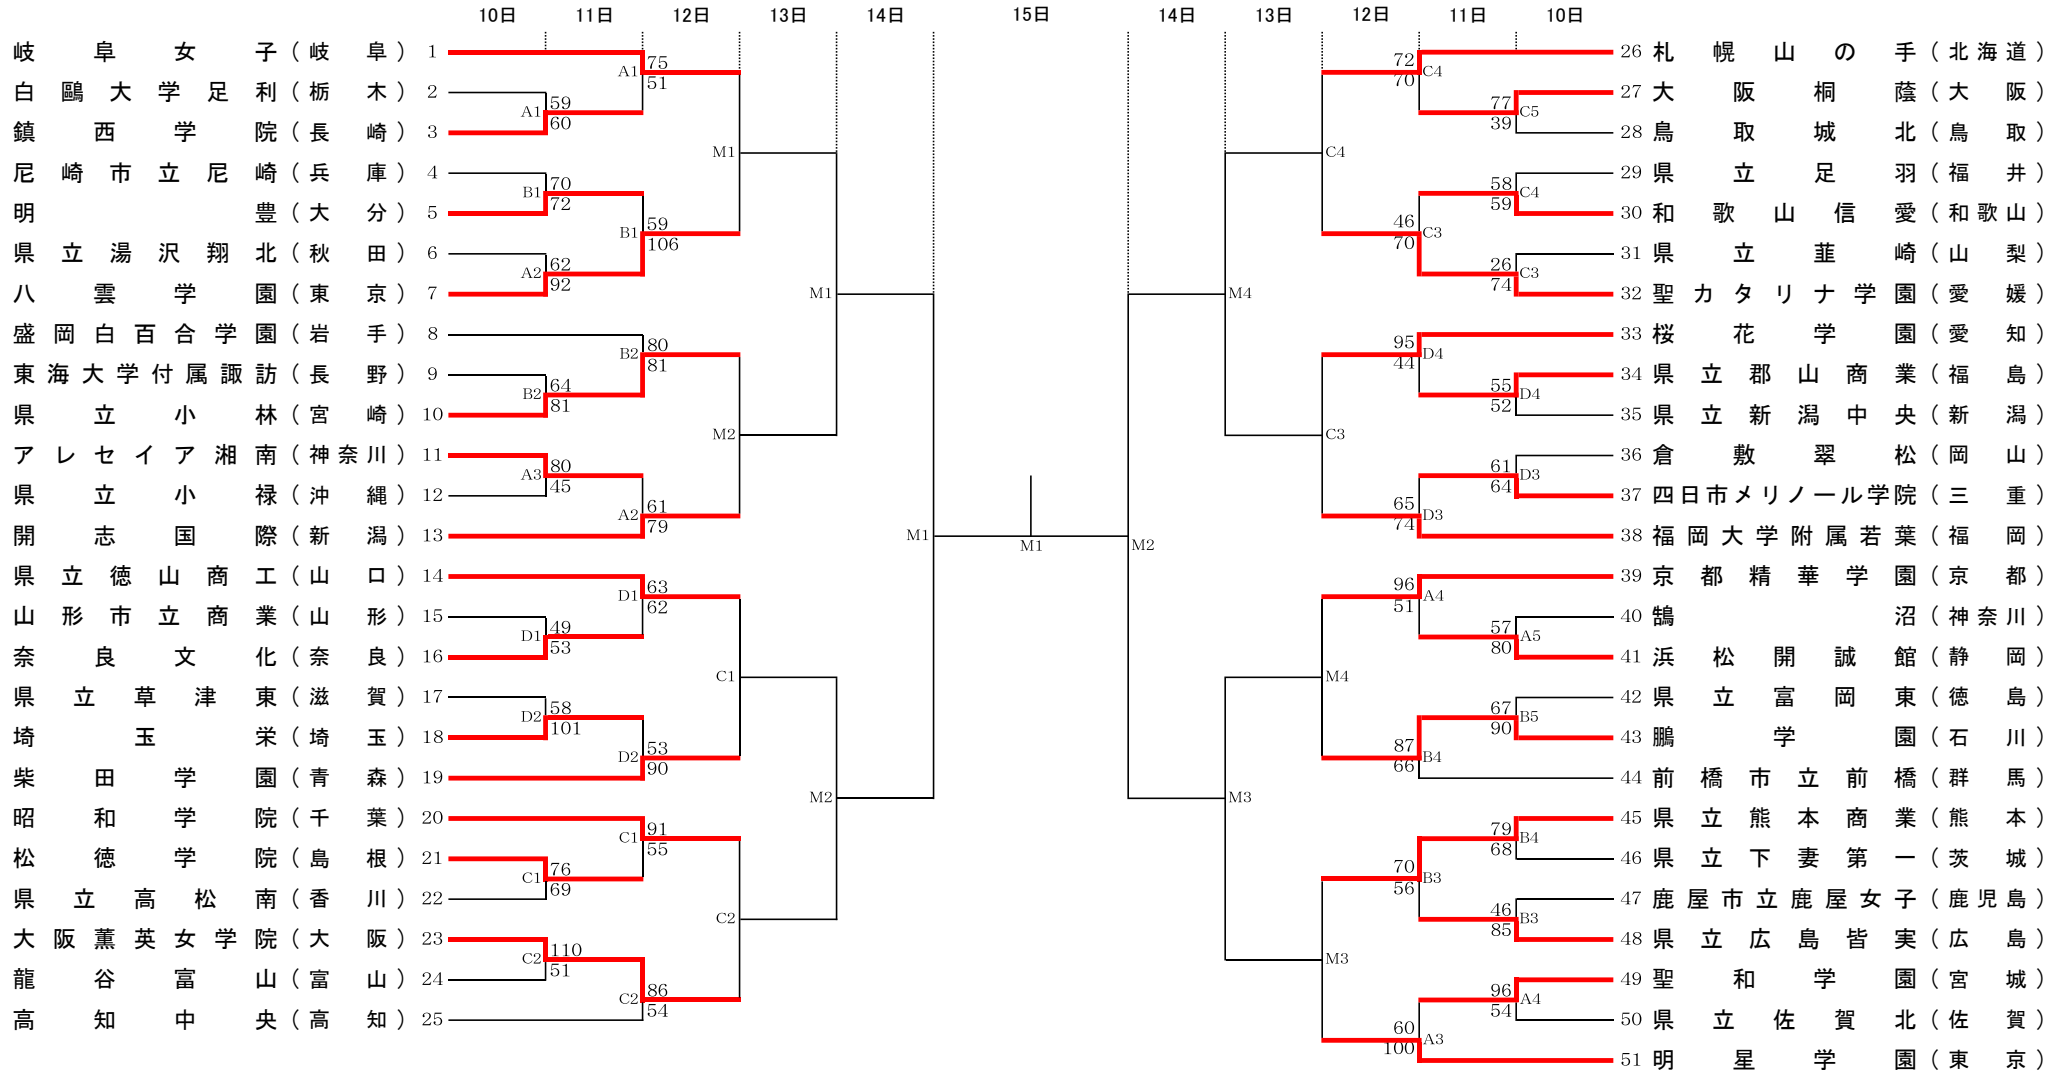 10日 11日 12日 13日 14日 15日 14日 13日 12日 11日 10日
岐阜女子（岐阜） 1
白鷗大学足利（栃木） 2
鎮西学院（長崎） 3
尼崎市立尼崎（兵庫） 4
明豊（大分） 5
県立湯沢翔北（秋田） 6
八雲学園（東京） 7
盛岡白百合学園（岩手） 8
東海大学付属諏訪（長野） 9
県立小林（宮崎） 10
アレセイア湘南（神奈川） 11
県立小禄（沖縄） 12
開志国際（新潟） 13
県立徳山商工（山口） 14
山形市立商業（山形） 15
奈良文化（奈良） 16
県立草津東（滋賀） 17
埼玉栄（埼玉） 18
柴田学園（青森） 19
昭和学院（千葉） 20
松徳学院（島根） 21
県立高松南（香川） 22
大阪薫英女学院（大阪） 23
龍谷富山（富山） 24
高知中央（高知） 25
A1 59 60
B1 70 72
A2 62 92
B2 64 81
A3 80 45
D1 49 53
D2 58 101
C1 76 69
C2 110 51
A1 75 51
B1 59 106
B2 80 81
A2 61 79
D1 63 62
D2 53 90
C1 91 55
C2 86 54
M1
M2
C1
C2
M1
M2
M1
M1
M2
M4
M3
C4
C3
M4
M3
C4 72 70
C3 46 70
D4 95 44
D3 65 74
A4 96 51
B4 87 66
B3 70 56
A3 60 100
C5 77 39
C4 58 59
C3 26 74
D4 55 52
D3 61 64
A5 57 80
B5 67 90
B4 79 68
B3 46 85
A4 96 54
26 札幌山の手（北海道）
27 大阪桐蔭（大阪）
28 鳥取城北（鳥取）
29 県立足羽（福井）
30 和歌山信愛（和歌山）
31 県立韮崎（山梨）
32 聖カタリナ学園（愛媛）
33 桜花学園（愛知）
34 県立郡山商業（福島）
35 県立新潟中央（新潟）
36 倉敷翠松（岡山）
37 四日市メリノール学院（三重）
38 福岡大学附属若葉（福岡）
39 京都精華学園（京都）
40 鵠沼（神奈川）
41 浜松開誠館（静岡）
42 県立富岡東（徳島）
43 鵬学園（石川）
44 前橋市立前橋（群馬）
45 県立熊本商業（熊本）
46 県立下妻第一（茨城）
47 鹿屋市立鹿屋女子（鹿児島）
48 県立広島皆実（広島）
49 聖和学園（宮城）
50 県立佐賀北（佐賀）
51 明星学園（東京）